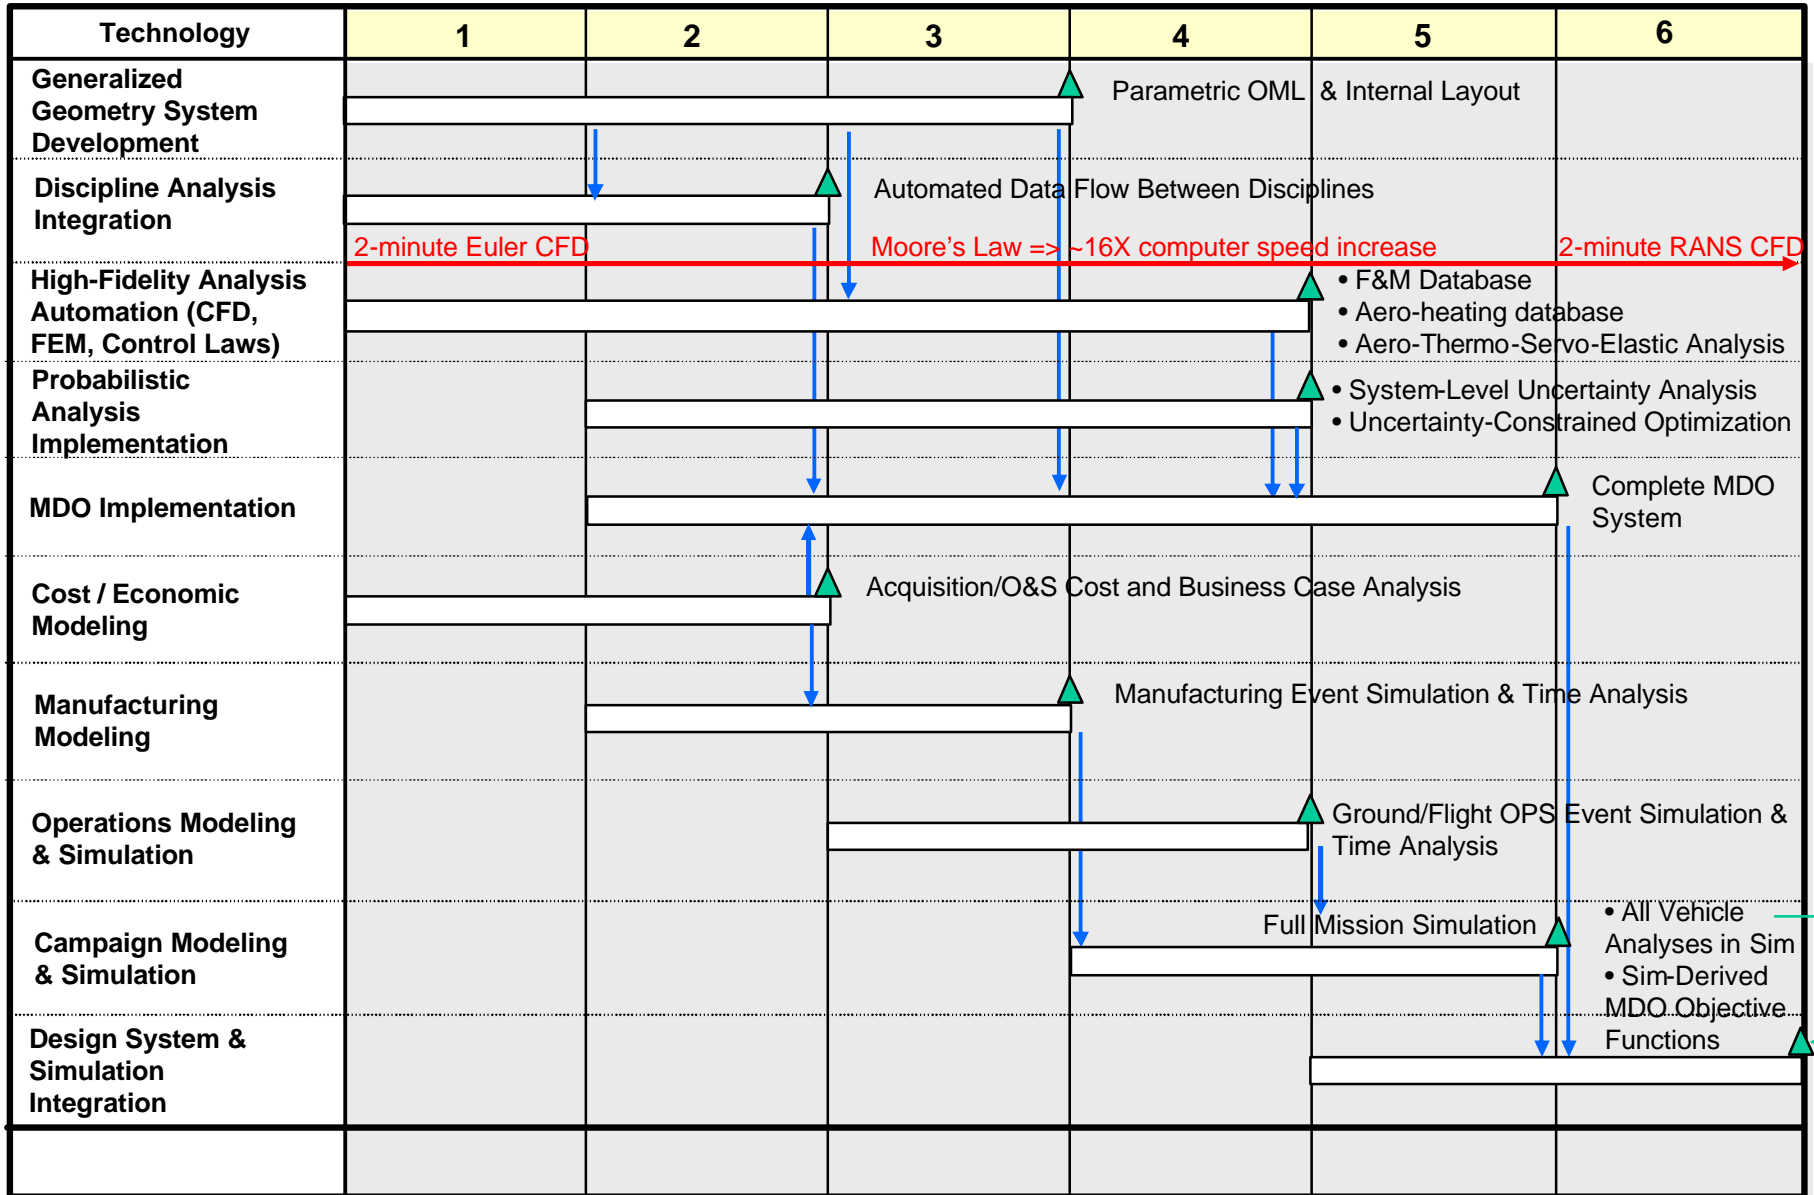 Technology 1 2 3 4 5 6
Generalized
Geometry System
Development
Parametric OML & Internal Layout
Discipline Analysis
Integration
Automated Data Flow Between Disciplines
2-minute Euler CFD
Moore's Law => ~16X computer speed increase
2-minute RANS CFD
High-Fidelity Analysis
Automation (CFD,
FEM, Control Laws)
• F&M Database
• Aero-heating database
• Aero-Thermo-Servo-Elastic Analysis
Probabilistic
Analysis
Implementation
• System-Level Uncertainty Analysis
• Uncertainty-Constrained Optimization
MDO Implementation
Complete MDO
System
Cost / Economic
Modeling
Acquisition/O&S Cost and Business Case Analysis
Manufacturing
Modeling
Manufacturing Event Simulation & Time Analysis
Operations Modeling
& Simulation
Ground/Flight OPS Event Simulation &
Time Analysis
Campaign Modeling
& Simulation
Full Mission Simulation
• All Vehicle
Analyses in Sim
• Sim-Derived
MDO Objective
Functions
Design System &
Simulation
Integration